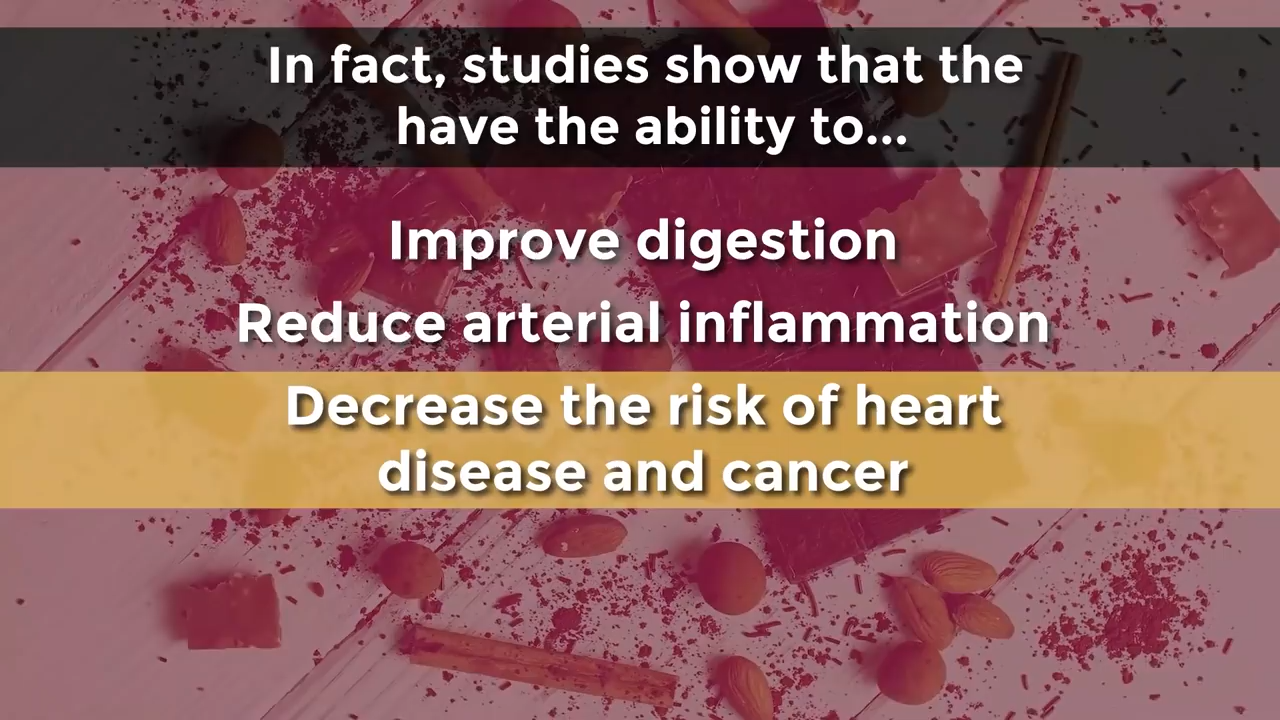 In fact, studies show that the
have the ability to...
Improve digestion
Reduce arterial inflammation
Decrease the risk of heart
disease and cancer